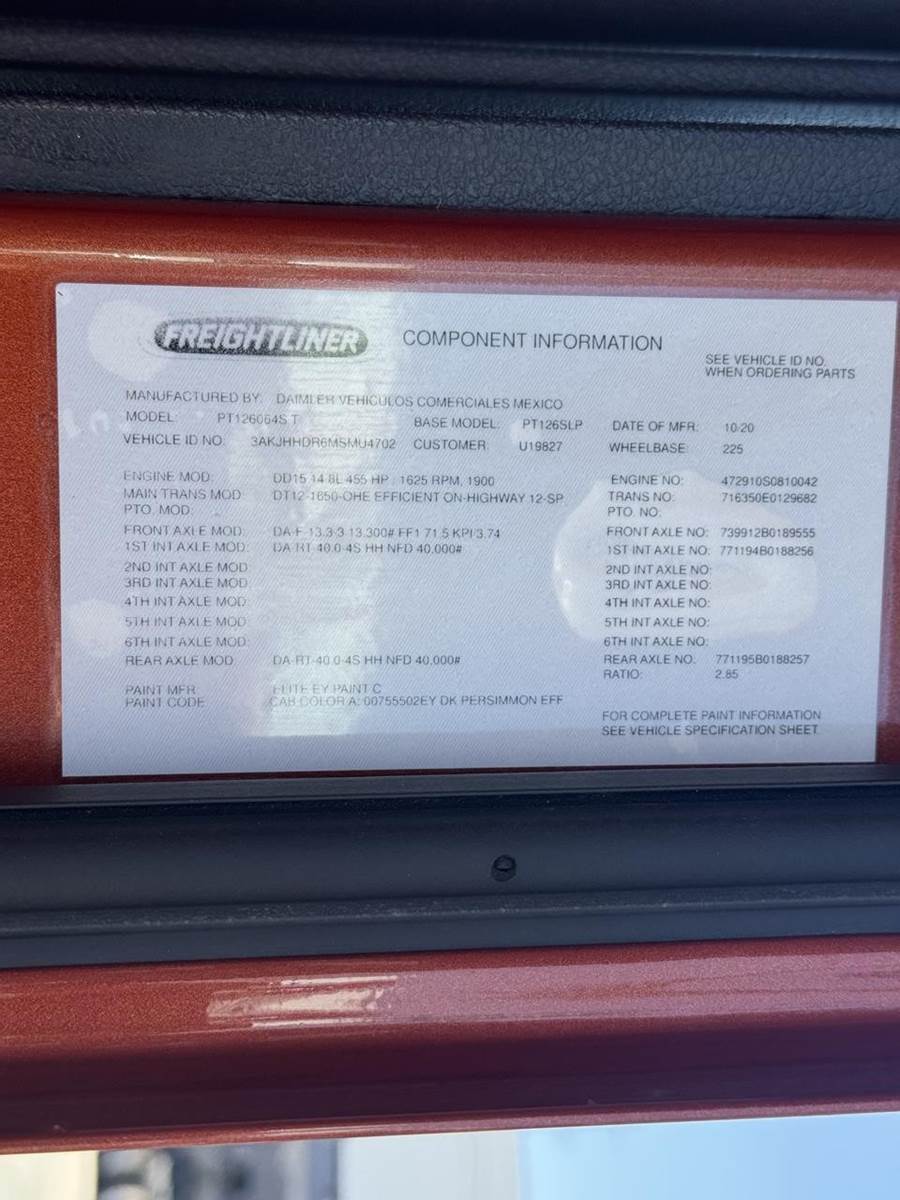 FREIGHTLINER COMPONENT INFORMATION
SEE VEHICLE ID NO.
WHEN ORDERING PARTS
MANUFACTURED BY: DAIMLER VEHICULOS COMERCIALES MEXICO
MODEL: PT126064ST BASE MODEL: PT126SLP DATE OF MFR: 10-20
VEHICLE ID NO: 3AKJHHDR6MSMU4702 CUSTOMER: U19827 WHEELBASE: 225
ENGINE MOD: DD15 14.8L 455 HP , 1625 RPM, 1900 ENGINE NO: 472910S0810042
MAIN TRANS MOD: DT12-1650-OHE EFFICIENT ON-HIGHWAY 12-SP TRANS NO: 716350E0129682
PTO. MOD: PTO. NO:
FRONT AXLE MOD: DA-F-13.3-3 13,300# FF1 71.5 KPI/3.74 FRONT AXLE NO: 739912B0189555
1ST INT AXLE MOD: DA-RT-40.0-4S HH NFD 40,000# 1ST INT AXLE NO: 771194B0188256
2ND INT AXLE MOD 2ND INT AXLE NO:
3RD INT AXLE MOD 3RD INT AXLE NO:
4TH INT AXLE MOD: 4TH INT AXLE NO:
5TH INT AXLE MOD: 5TH INT AXLE NO:
6TH INT AXLE MOD: 6TH INT AXLE NO:
REAR AXLE MOD DA-RT-40.0-4S HH NFD 40,000# REAR AXLE NO. 771195B0188257
RATIO: 2.85
PAINT MFR. ELITE EY PAINT C
PAINT CODE CAB COLOR A: 00755502EY DK PERSIMMON EFF
FOR COMPLETE PAINT INFORMATION
SEE VEHICLE SPECIFICATION SHEET